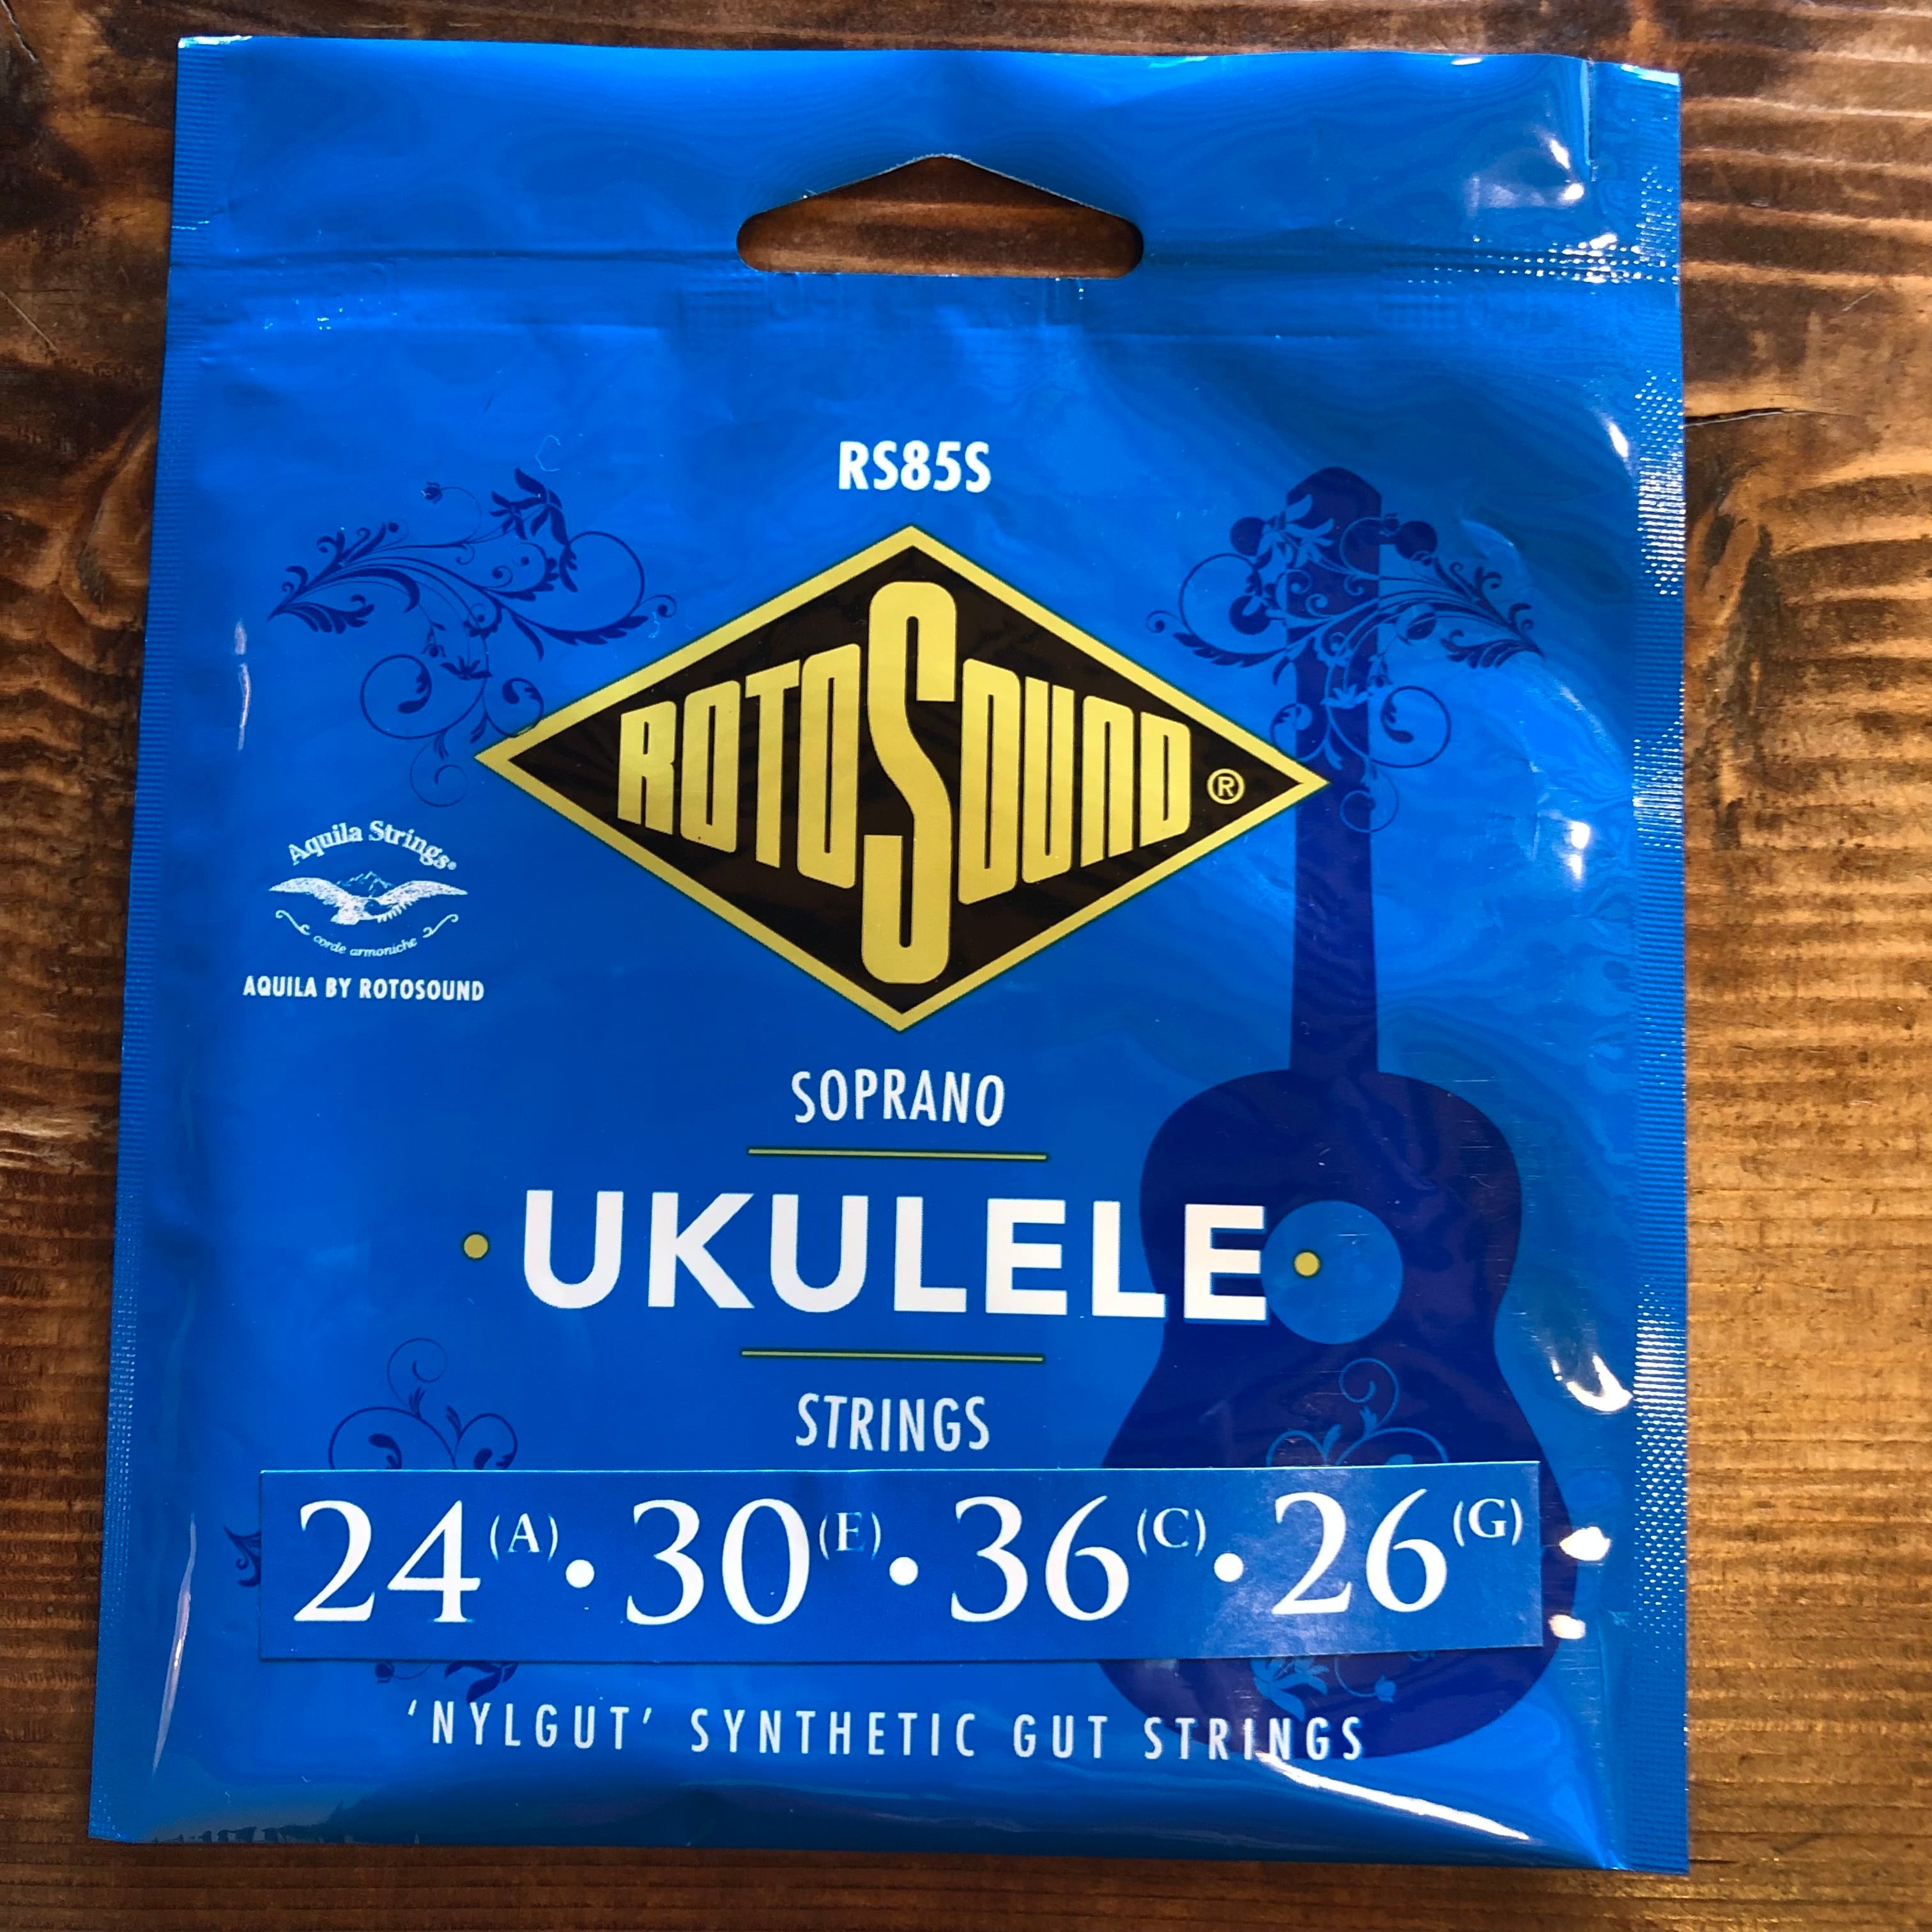 RS85S
ROTOSOUND®
Aquila Strings®
corde armoniche
AQUILA BY ROTOSOUND
SOPRANO
• UKULELE •
STRINGS
24(A) • 30(E) • 36(C) • 26(G)
'NYLGUT' SYNTHETIC GUT STRINGS